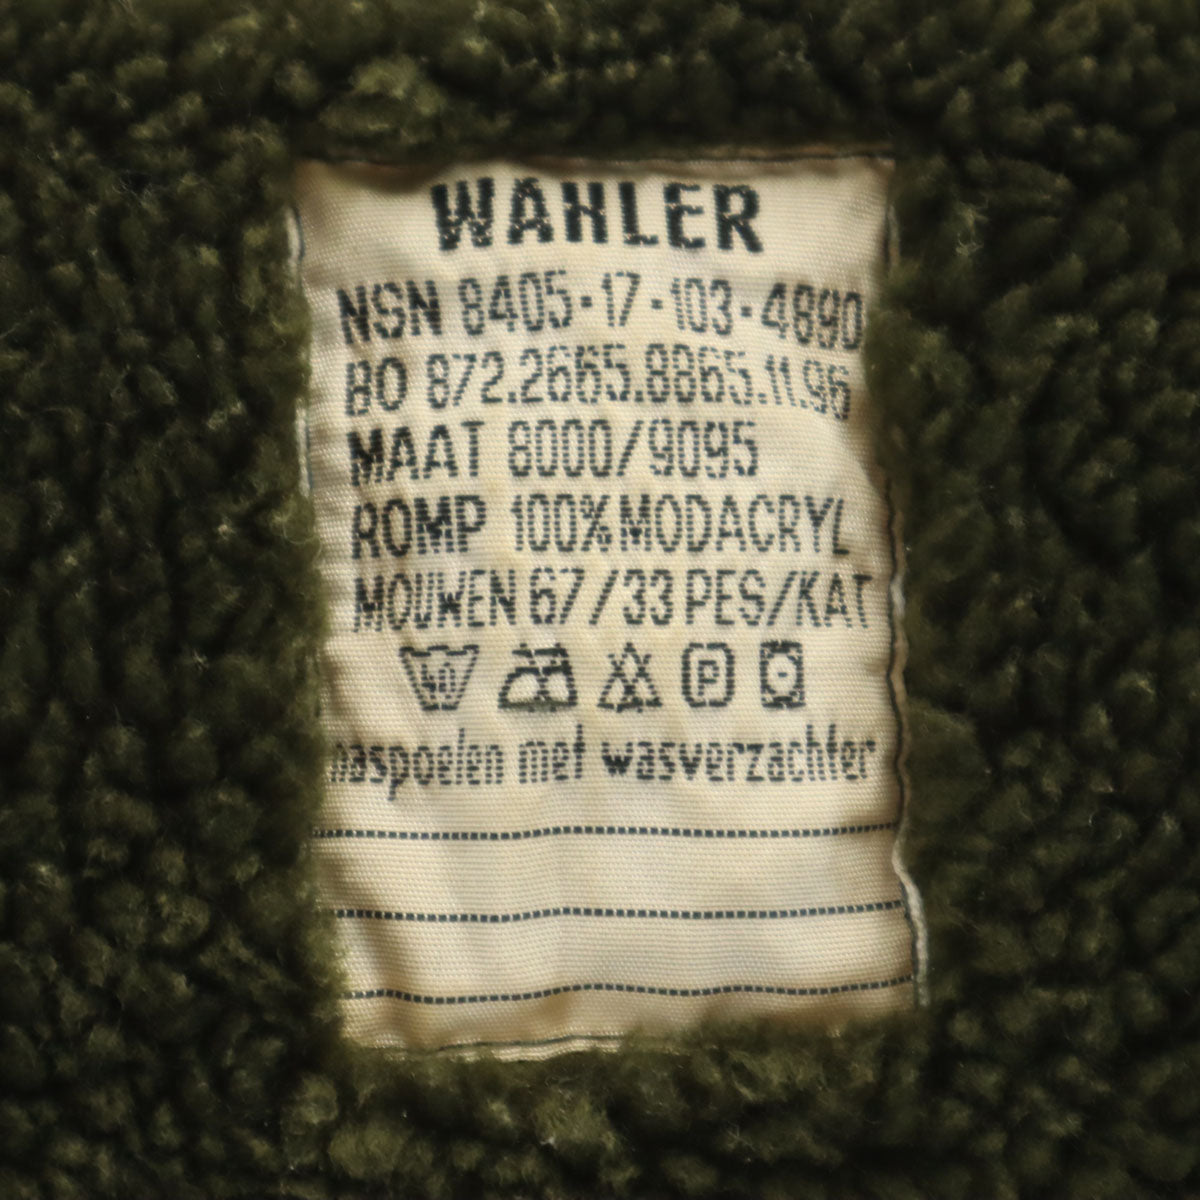 WAHLER
NSN 8405-17-103-4890
BO 872.2665.8865.11.96
MAAT 8000/9095
ROMP 100% MODACRYL
MOUWEN 67/33 PES/KAT
40 P
naspoelen met wasverzachter